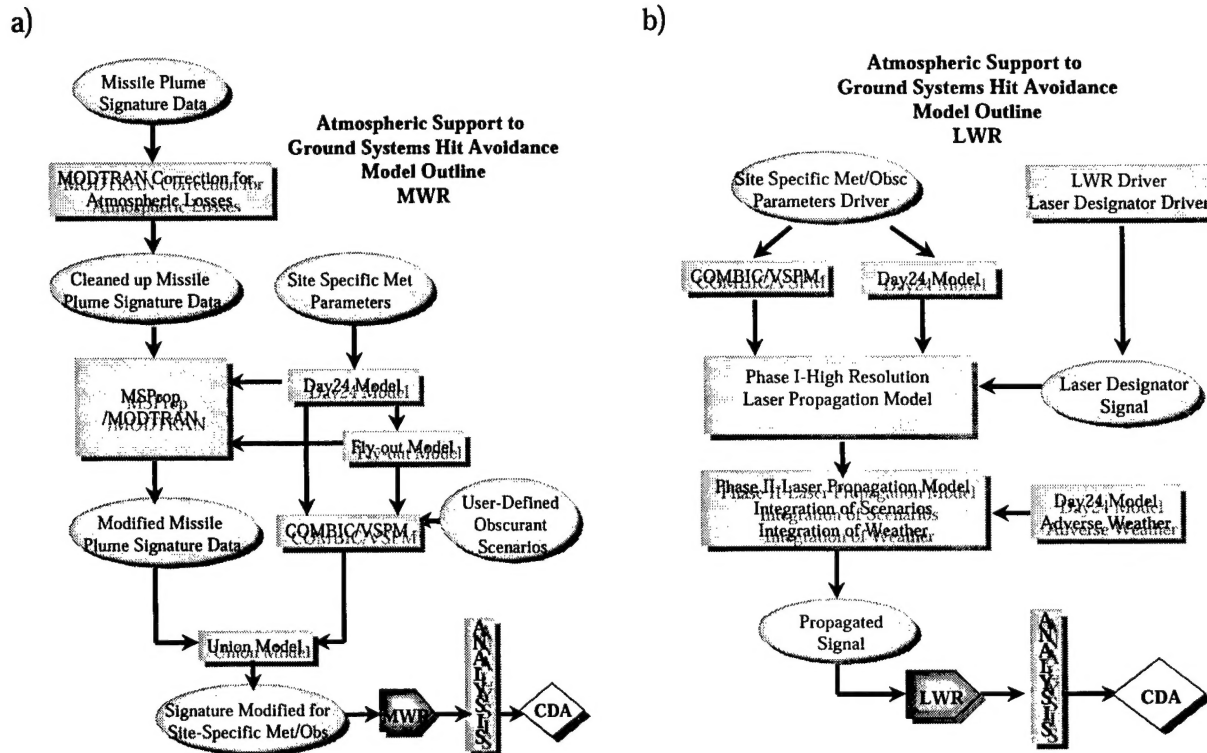 a)
Missile Plume
Signature Data
Atmospheric Support to
Ground Systems Hit Avoidance
Model Outline
MWR
MODTRAN Correction for
Atmospheric Losses
Cleaned up Missile
Plume Signature Data
Site Specific Met
Parameters
MSProp
/MODTRAN
Day24 Model
Fly-out Model
Modified Missile
Plume Signature Data
COMBIC/VSPM
User-Defined
Obscurant
Scenarios
Union Model
Signature Modified for
Site-Specific Met/Obs
MWR
ANALYSIS
CDA
b)
Atmospheric Support to
Ground Systems Hit Avoidance
Model Outline
LWR
Site Specific Met/Obsc
Parameters Driver
LWR Driver
Laser Designator Driver
COMBIC/VSPM
Day24 Model
Phase I-High Resolution
Laser Propagation Model
Laser Designator
Signal
Phase II-Laser Propagation Model
Integration of Scenarios
Integration of Weather
Day24 Model
Adverse Weather
Propagated
Signal
LWR
ANALYSIS
CDA